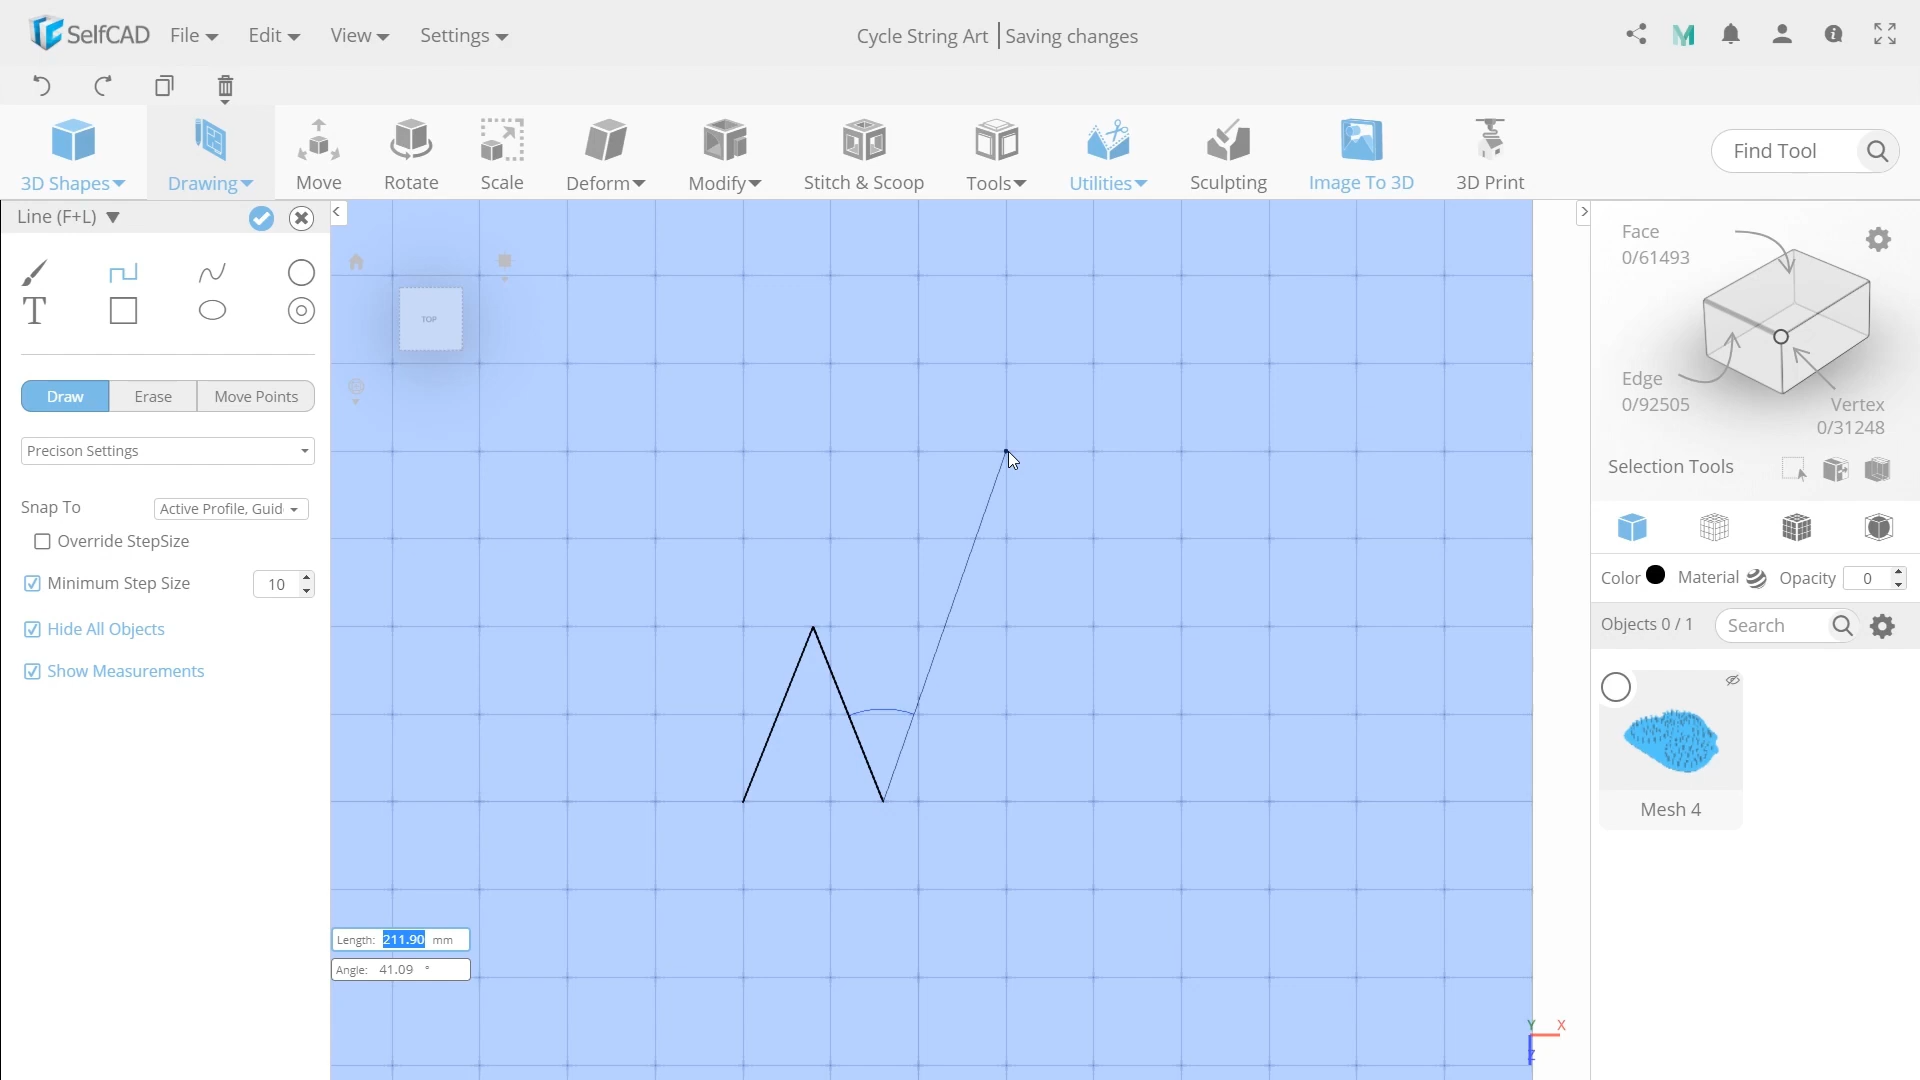 SelfCAD File Edit View Settings Cycle String Art Saving changes
3D Shapes Drawing Move Rotate Scale Deform Modify Stitch & Scoop Tools Utilities Sculpting Image To 3D 3D Print Find Tool
Line (F+L)
T
Draw Erase Move Points
Precison Settings
Snap To Active Profile, Guid
Override StepSize
Minimum Step Size 10
Hide All Objects
Show Measurements
TOP
Length: 211.90 mm
Angle: 41.09 °
Y X
Z
Face
0/61493
Edge
0/92505
Vertex
0/31248
Selection Tools
Color Material Opacity 0
Objects 0 / 1 Search
Mesh 4